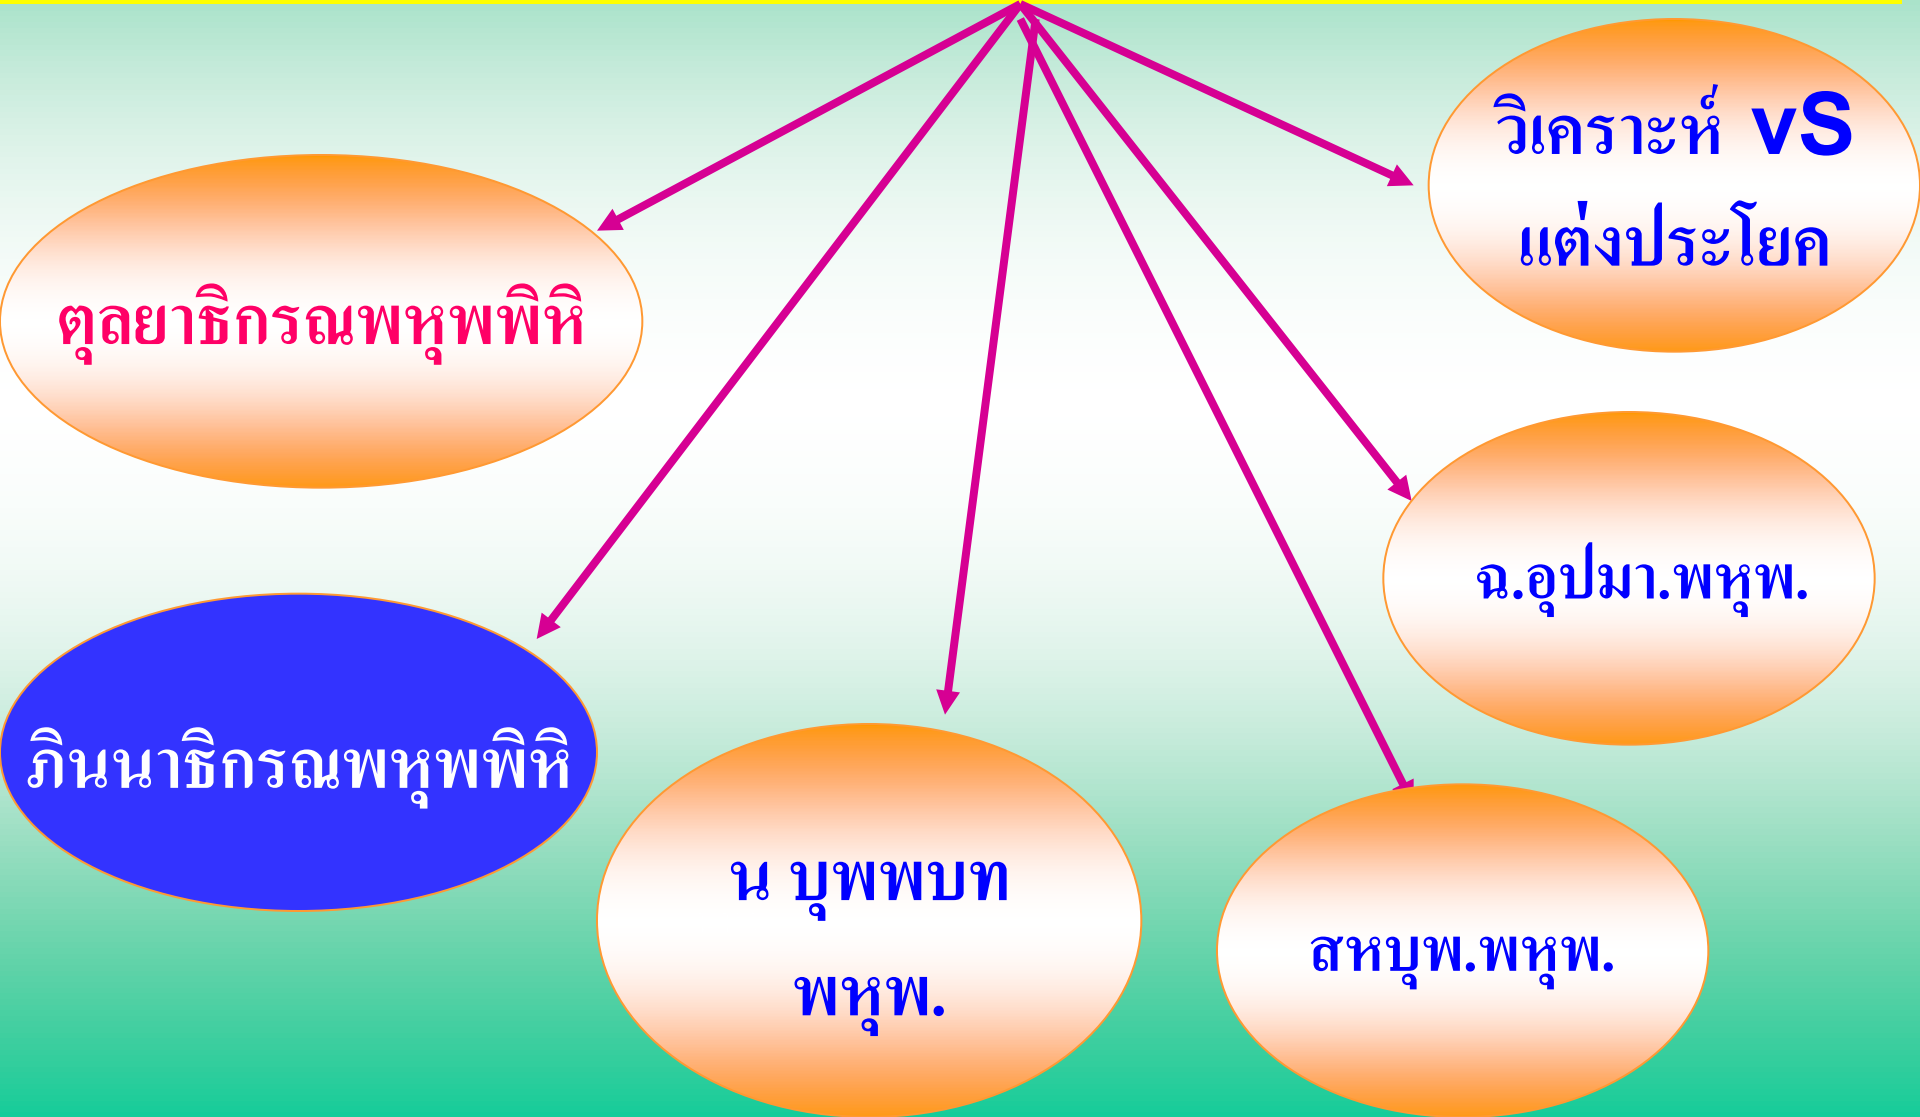 วิเคราะห์ vS
แต่งประโยค
ตุลยาธิกรณพหุพพิหิ
ฉ.อุปมา.พหุพ.
ภินนาธิกรณพหุพพิหิ
น บุพพบท
พหุพ.
สหบุพ.พหุพ.